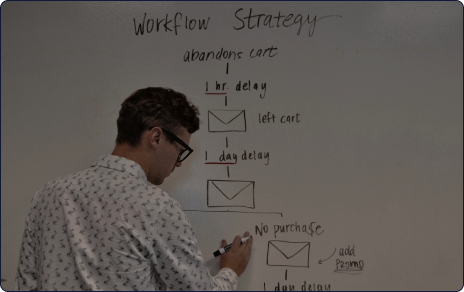 Workflow Strategy
abandons cart
1 hr. delay
left cart
1 day delay
No purchase
add
promo
1 day delay